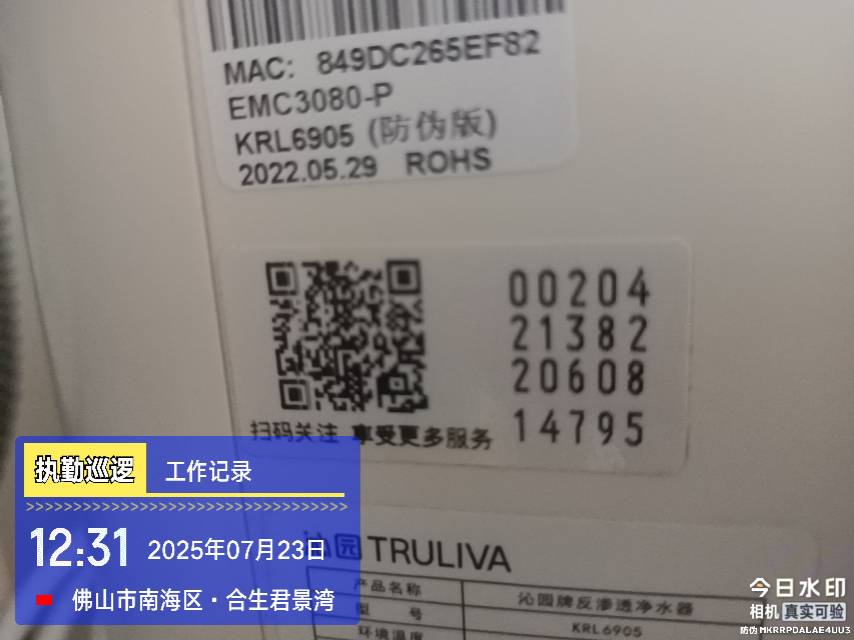 MAC: 849DC265EF82
EMC3080-P
KRL6905 (防伪版)
2022.05.29 ROHS
00204
21382
20608
14795
扫码关注 享受更多服务
沁园 TRULIVA
产品名称 沁园牌反渗透净水器
型号 KRL6905
环境温度
执勤巡逻 工作记录
12:31 2025年07月23日
佛山市南海区·合生君景湾
今日水印
相机 真实可验
防伪 MKRRPDALAE4UU3